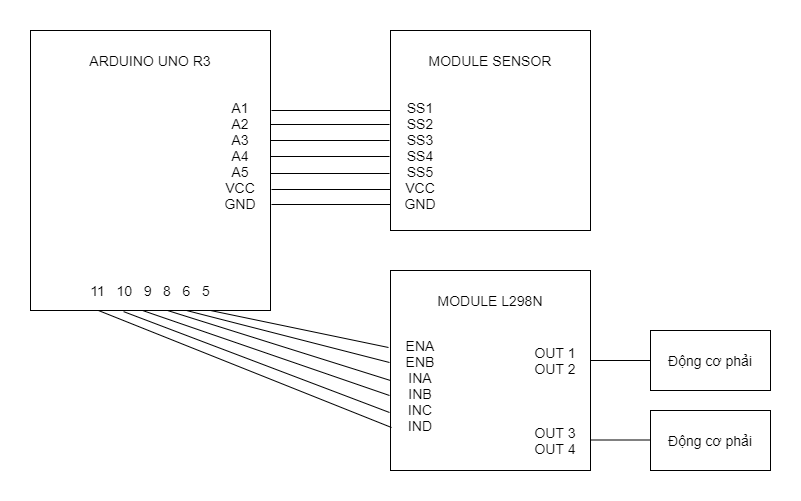 ARDUINO UNO R3
A1
A2
A3
A4
A5
VCC
GND
11 10 9 8 6 5
MODULE SENSOR
SS1
SS2
SS3
SS4
SS5
VCC
GND
MODULE L298N
ENA
ENB
INA
INB
INC
IND
OUT 1
OUT 2
OUT 3
OUT 4
Động cơ phải
Động cơ phải